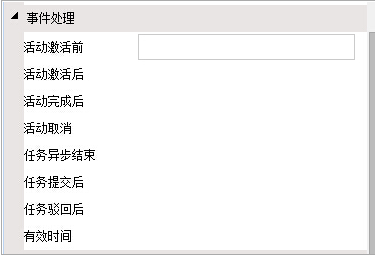 事件处理
活动激活前
活动激活后
活动完成后
活动取消
任务异步结束
任务提交后
任务驳回后
有效时间